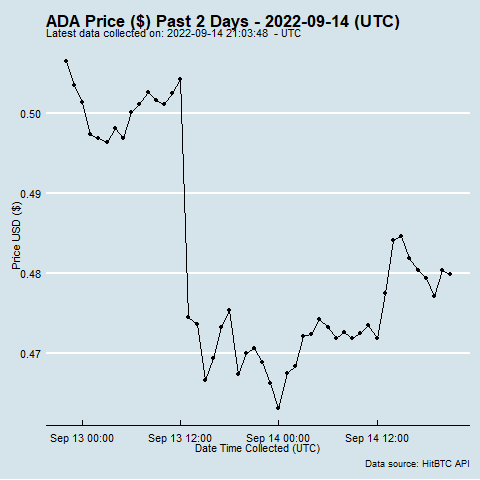 ADA Price ($) Past 2 Days - 2022-09-14 (UTC)
Latest data collected on: 2022-09-14 21:03:48 - UTC
0.50
0.49
0.48
0.47
Price USD ($)
Sep 13 00:00 Sep 13 12:00 Sep 14 00:00 Sep 14 12:00
Date Time Collected (UTC)
Data source: HitBTC API